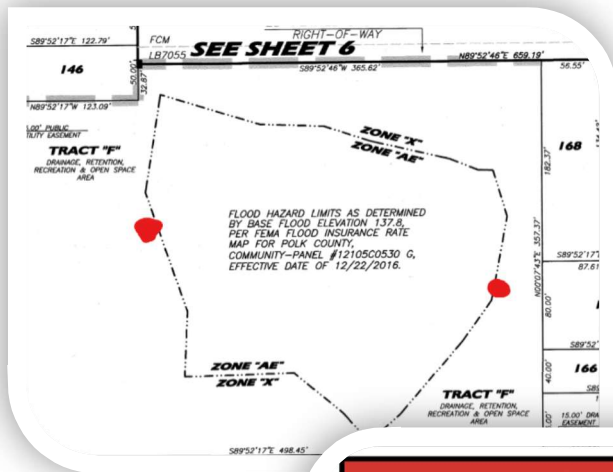 RIGHT-OF-WAY
S89°52'17"E 122.79'
FCM
LB7055
SEE SHEET 6
S89°52'46"W 365.62'
N89°52'46"E 659.19'
56.55'
146
50.00'
32.87'
N89°52'17"W 123.09'
.00' PUBLIC
TILITY EASEMENT
TRACT "F"
DRAINAGE, RETENTION,
RECREATION & OPEN SPACE
AREA
ZONE "X"
ZONE "AE"
168
182.37'
FLOOD HAZARD LIMITS AS DETERMINED
BY BASE FLOOD ELEVATION 137.8,
PER FEMA FLOOD INSURANCE RATE
MAP FOR POLK COUNTY,
COMMUNITY-PANEL #12105C0530 G,
EFFECTIVE DATE OF 12/22/2016.
N00°07'43"E 357.37'
S89°52'17"
87.61
80.00'
S89°52'
ZONE "AE"
ZONE "X"
40.00'
166
S89
TRACT "F"
DRAINAGE, RETENTION,
RECREATION & OPEN SPACE
AREA
15.00' DRA
EASEMENT
S89°52'17"E 498.45'